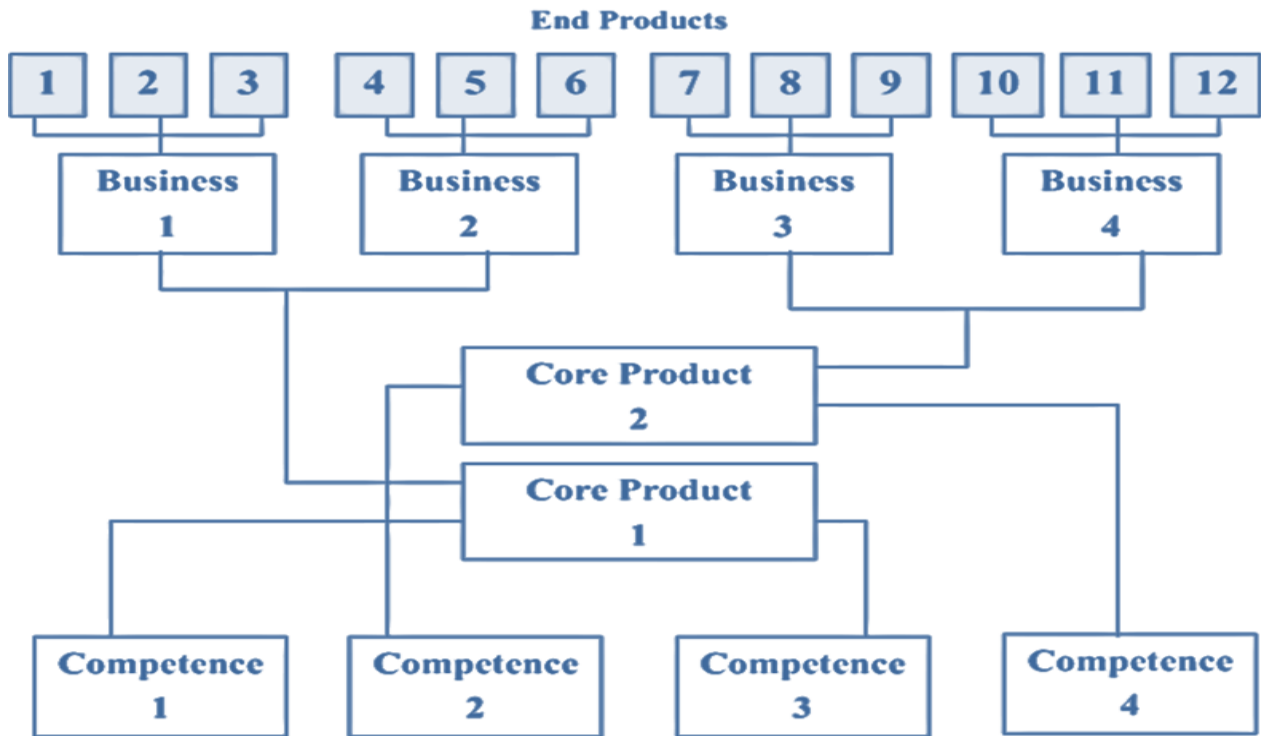 End Products
1 2 3 4 5 6 7 8 9 10 11 12
Business Business Business Business
1 2 3 4
Core Product
2
Core Product
1
Competence Competence Competence Competence
1 2 3 4